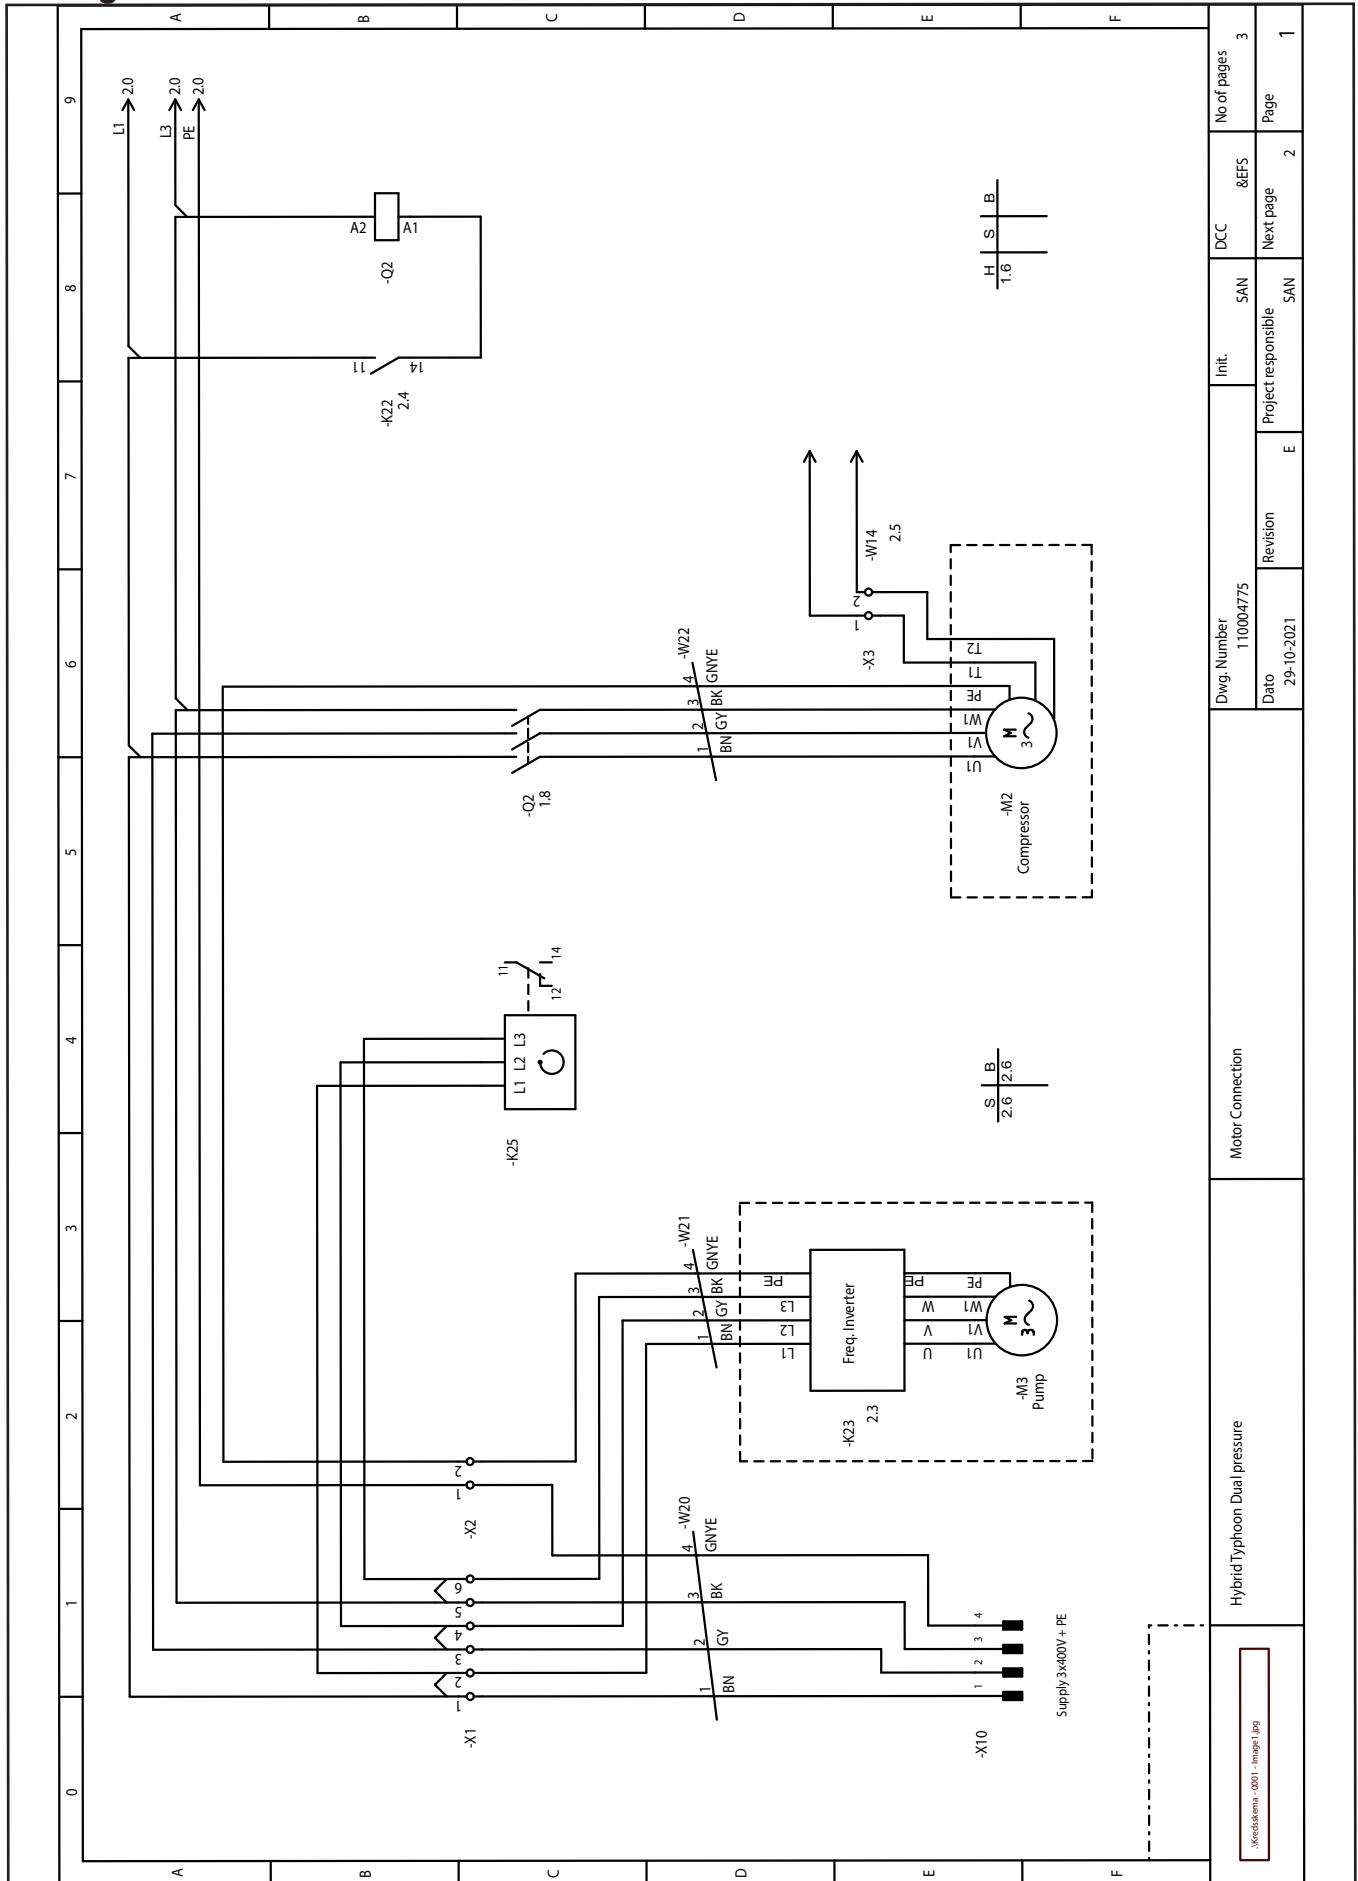 0 1 2 3 4 5 6 7 8 9
A
B
C
D
E
F
A
B
C
D
E
F
L1 2.0
L3 2.0
PE 2.0
-X1
1 2 3 4 5 6
-X2
1 2
-W20
1 2 3 4
BN GY BK GNYE
-X10
1 2 3 4
Supply 3x400V + PE
-W21
1 2 3 4
BN GY BK GNYE
L1 L2 L3 PE
-K23
2.3
Freq. Inverter
U V W PE
U1 V1 W1 PE
M
3
-M3
Pump
-K25
L1 L2 L3
11
12 14
S B
2.6 2.6
-Q2
1.8
-W22
1 2 3 4
BN GY BK GNYE
U1 V1 W1 PE T1 T2
M
3
-M2
Compressor
-X3
1 2
-W14
2.5
-K22
2.4
11
14
-Q2
A2
A1
H S B
1.6
.\Kredsskema - 0001 - Image1.jpg
Hybrid Typhoon Dual pressure
Motor Connection
Dwg. Number
110004775
Init.
SAN
DCC
&EFS
No of pages
3
Dato
29-10-2021
Revision
E
Project responsible
SAN
Next page
2
Page
1